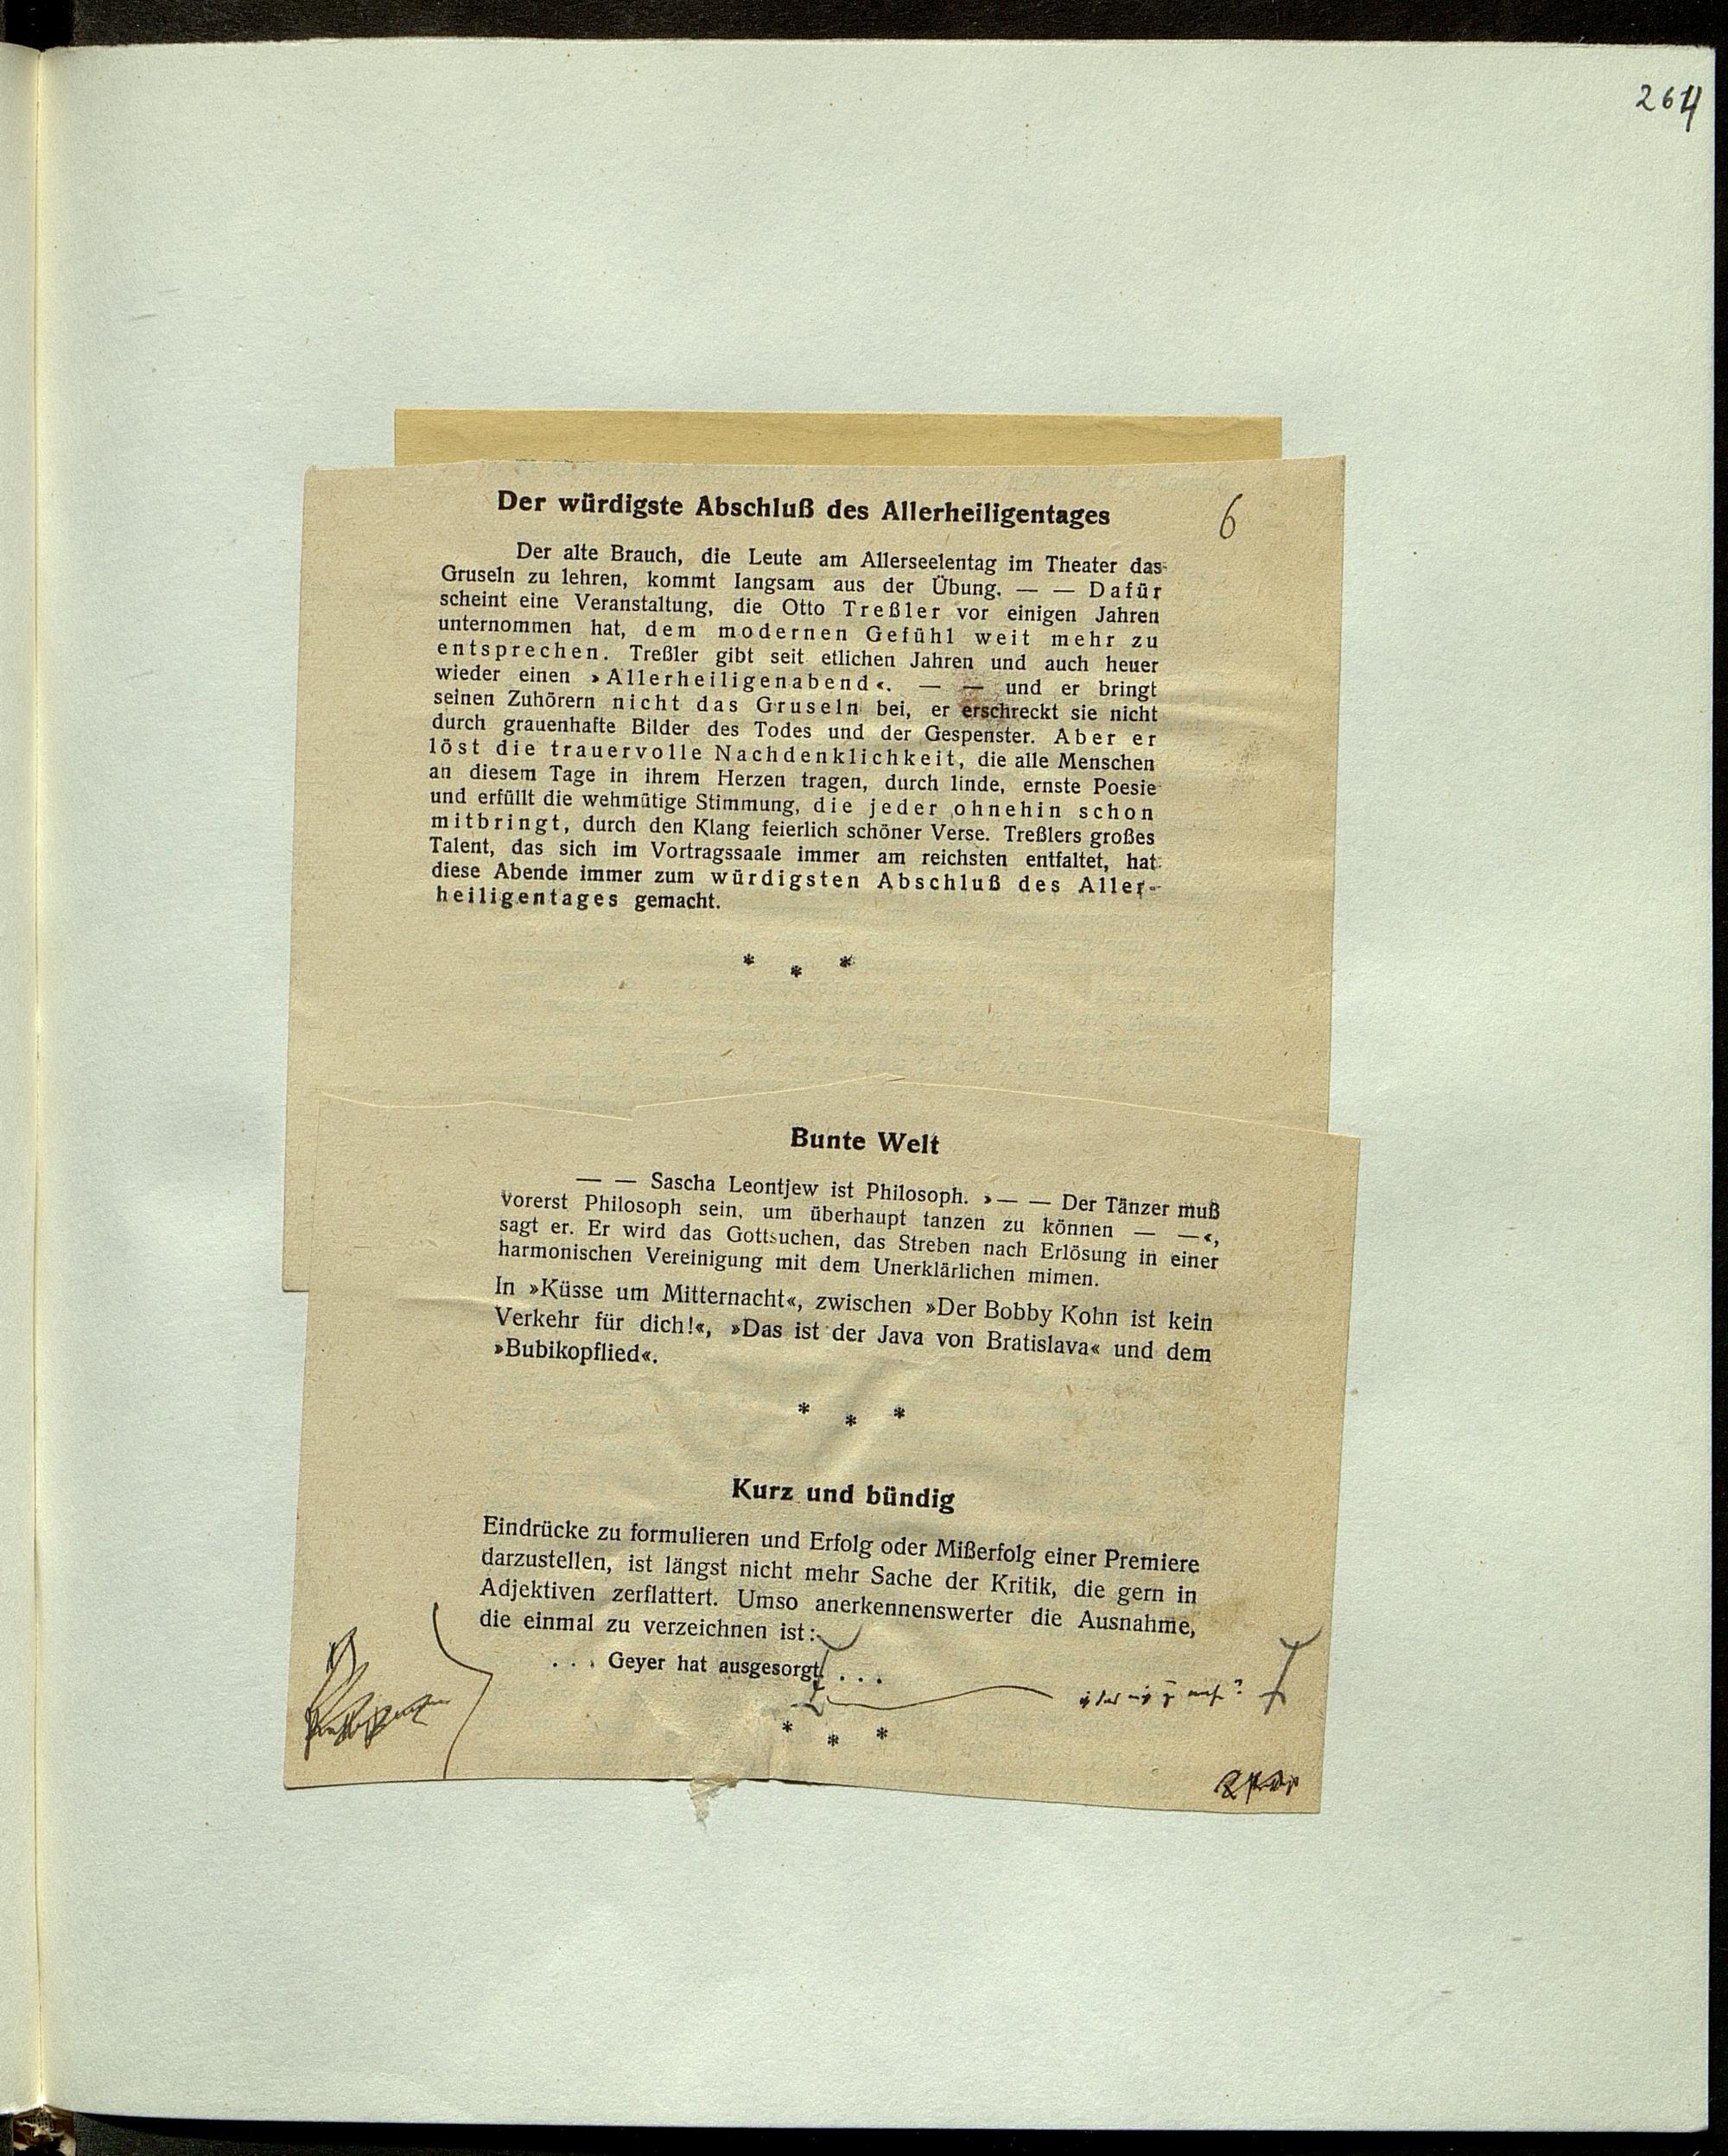 264
6
Der würdigste Abschluß des Allerheiligentages
Der alte Brauch, die Leute am Allerseelentag im Theater das
Gruseln zu lehren, kommt langsam aus der Übung. — — Dafür
scheint eine Veranstaltung, die Otto Treßler vor einigen Jahren
unternommen hat, dem modernen Gefühl weit mehr zu
entsprechen. Treßler gibt seit etlichen Jahren und auch heuer
wieder einen »Allerheiligenabend«. — — und er bringt
seinen Zuhörern nicht das Gruseln bei, er erschreckt sie nicht
durch grauenhafte Bilder des Todes und der Gespenster. Aber er
löst die trauervolle Nachdenklichkeit, die alle Menschen
an diesem Tage in ihrem Herzen tragen, durch linde, ernste Poesie
und erfüllt die wehmütige Stimmung, die jeder ohnehin schon
mitbringt, durch den Klang feierlich schöner Verse. Treßlers großes
Talent, das sich im Vortragssaale immer am reichsten entfaltet, hat
diese Abende immer zum würdigsten Abschluß des Aller-
heiligentages gemacht.
* * *
Bunte Welt
— — Sascha Leontjew ist Philosoph. »— — Der Tänzer muß
vorerst Philosoph sein, um überhaupt tanzen zu können — —«,
sagt er. Er wird das Gottsuchen, das Streben nach Erlösung in einer
harmonischen Vereinigung mit dem Unerklärlichen mimen.
In »Küsse um Mitternacht«, zwischen »Der Bobby Kohn ist kein
Verkehr für dich!«, »Das ist der Java von Bratislava« und dem
»Bubikopflied«.
* * *
Kurz und bündig
Eindrücke zu formulieren und Erfolg oder Mißerfolg einer Premiere
darzustellen, ist längst nicht mehr Sache der Kritik, die gern in
Adjektiven zerflattert. Umso anerkennenswerter die Ausnahme,
die einmal zu verzeichnen ist:
. . . Geyer hat ausgesorgt. . . .
* * *